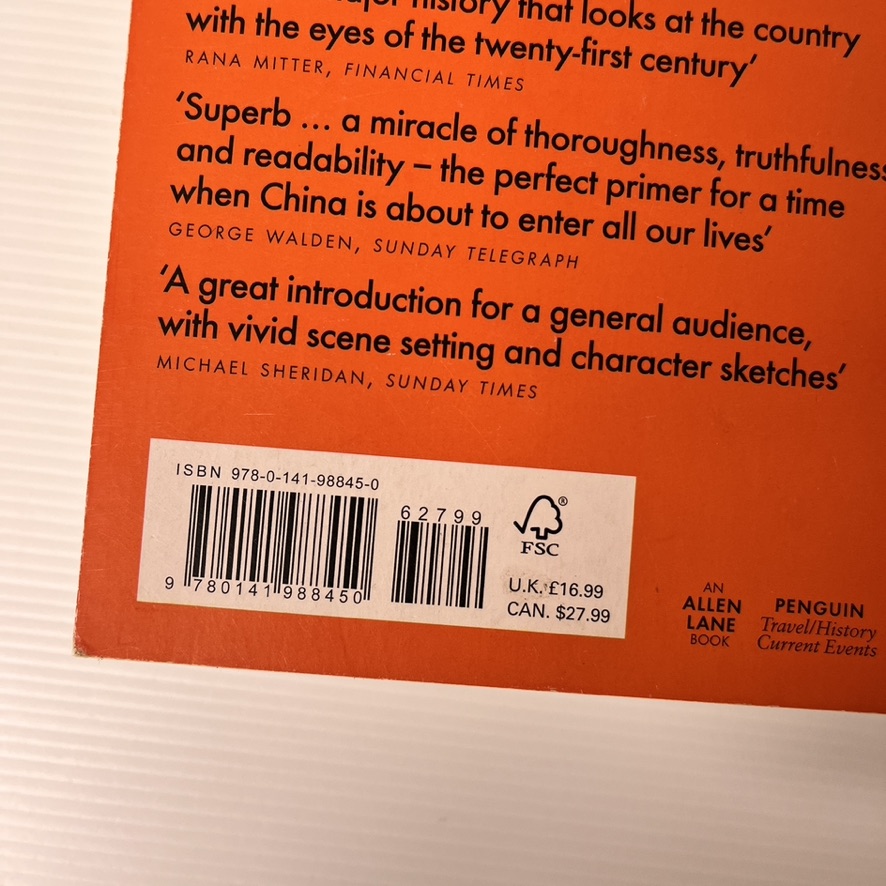 history that looks at the country
with the eyes of the twenty-first century’
RANA MITTER, FINANCIAL TIMES
‘Superb ... a miracle of thoroughness, truthfulness
and readability – the perfect primer for a time
when China is about to enter all our lives’
GEORGE WALDEN, SUNDAY TELEGRAPH
‘A great introduction for a general audience,
with vivid scene setting and character sketches’
MICHAEL SHERIDAN, SUNDAY TIMES
ISBN 978-0-141-98845-0
62799
9 780141 988450
®
FSC
U.K. £16.99
CAN. $27.99
AN
ALLEN
LANE
BOOK
PENGUIN
Travel/History
Current Events